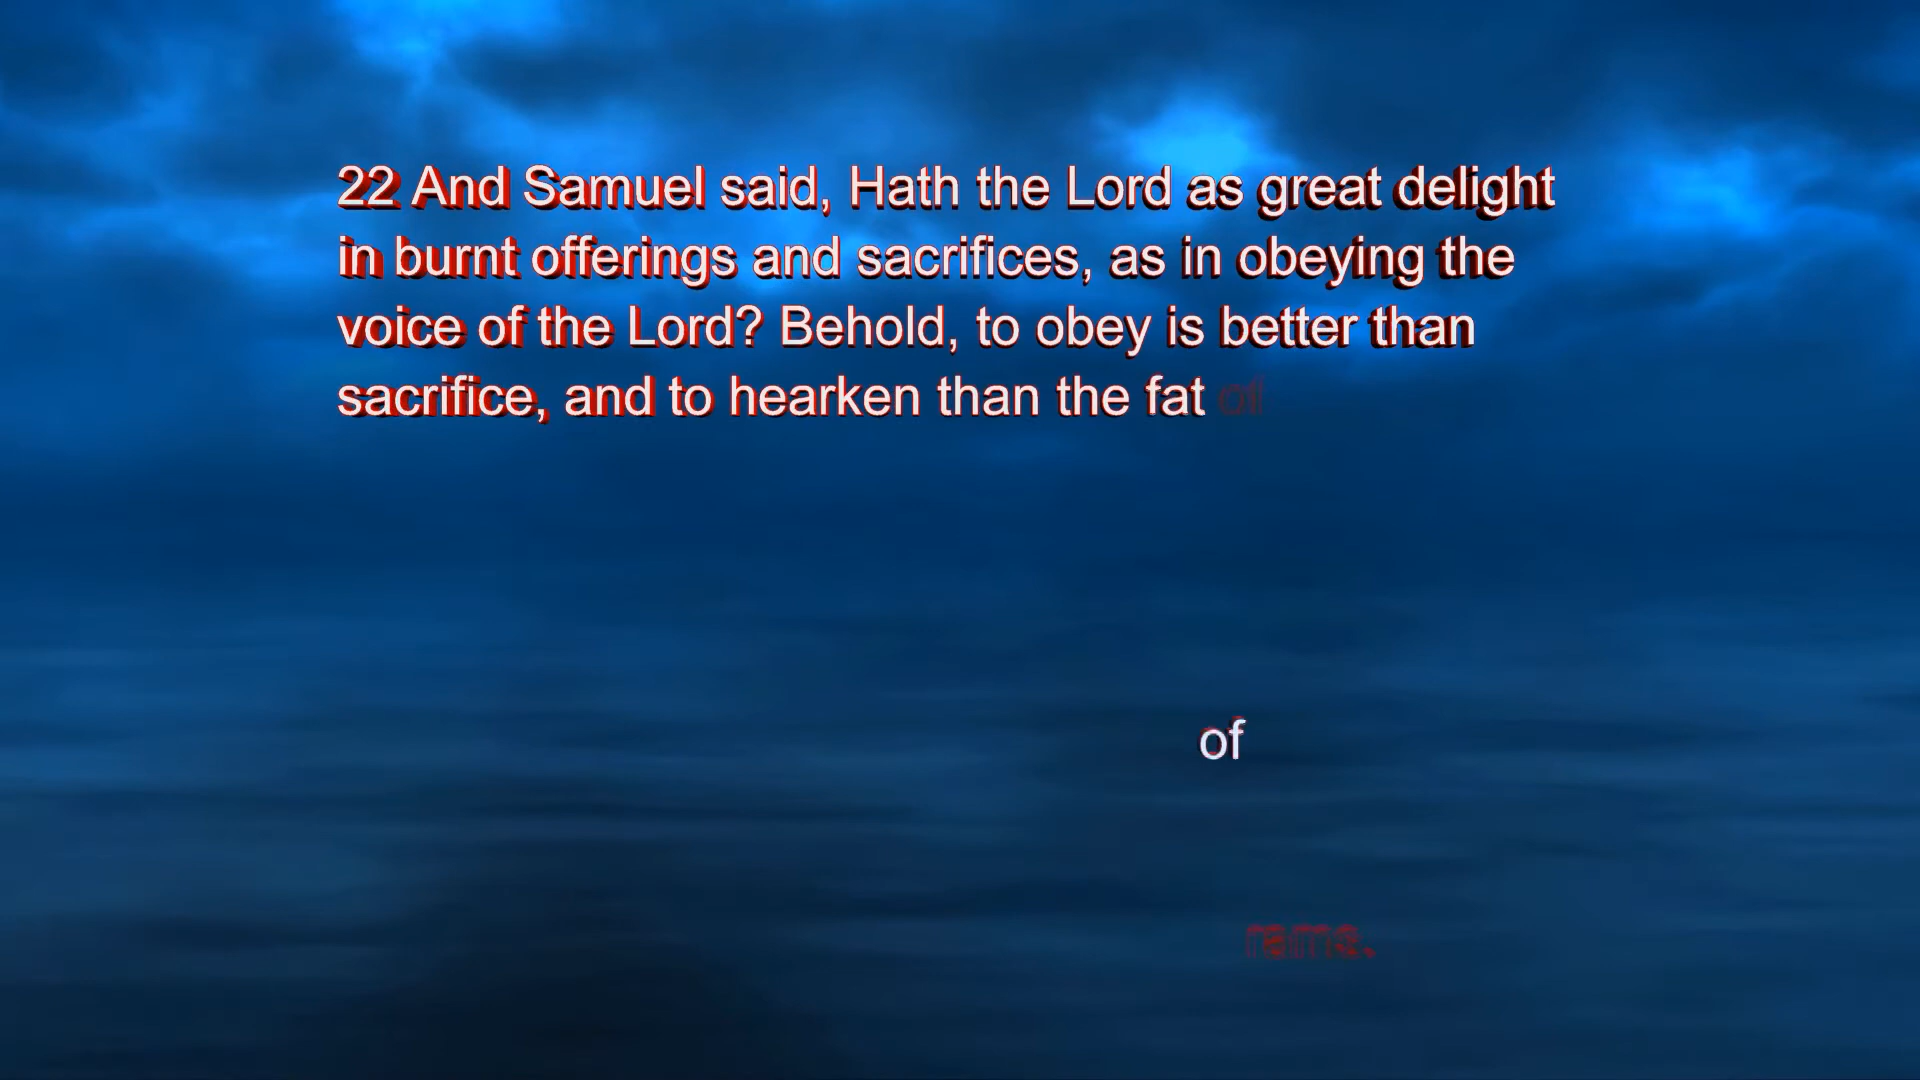 22 And Samuel said, Hath the Lord as great delight
in burnt offerings and sacrifices, as in obeying the
voice of the Lord? Behold, to obey is better than
sacrifice, and to hearken than the fat of
of
rams.